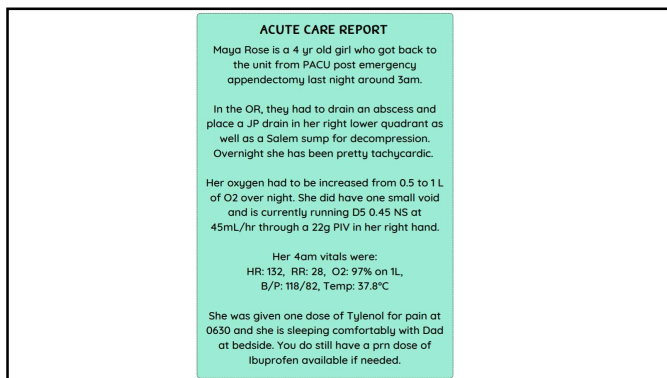 ACUTE CARE REPORT
Maya Rose is a 4 yr old girl who got back to
the unit from PACU post emergency
appendectomy last night around 3am.
In the OR, they had to drain an abscess and
place a JP drain in her right lower quadrant as
well as a Salem sump for decompression.
Overnight she has been pretty tachycardic.
Her oxygen had to be increased from 0.5 to 1 L
of O2 over night. She did have one small void
and is currently running D5 0.45 NS at
45mL/hr through a 22g PIV in her right hand.
Her 4am vitals were:
HR: 132, RR: 28, O2: 97% on 1L,
B/P: 118/82, Temp: 37.8°C
She was given one dose of Tylenol for pain at
0630 and she is sleeping comfortably with Dad
at bedside. You do still have a prn dose of
Ibuprofen available if needed.